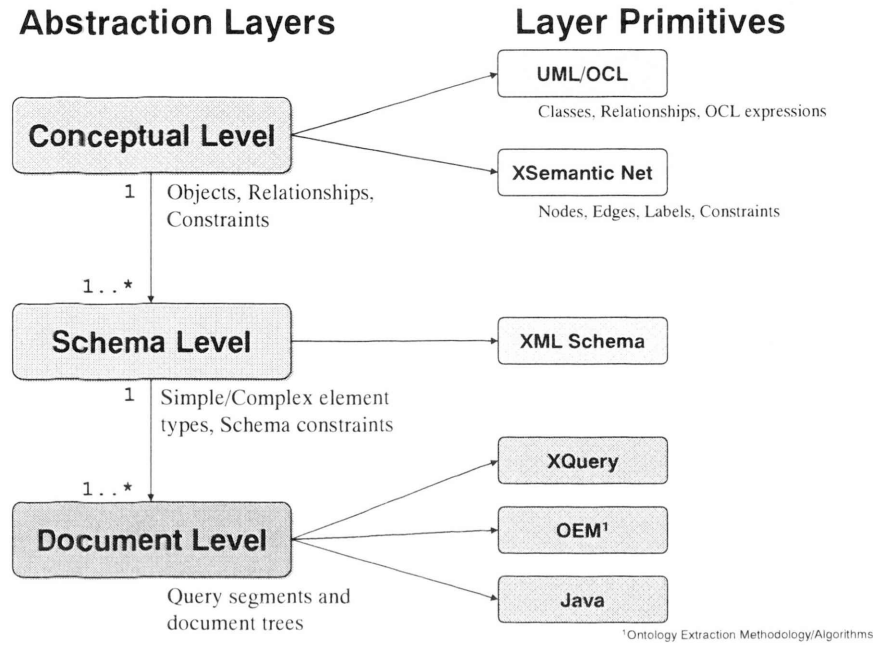 Abstraction Layers
Layer Primitives
UML/OCL
Classes, Relationships, OCL expressions
Conceptual Level
XSemantic Net
Nodes, Edges, Labels, Constraints
1
Objects, Relationships,
Constraints
1..*
Schema Level
XML Schema
1
Simple/Complex element
types, Schema constraints
1..*
XQuery
Document Level
OEM¹
Java
Query segments and
document trees
¹Ontology Extraction Methodology/Algorithms